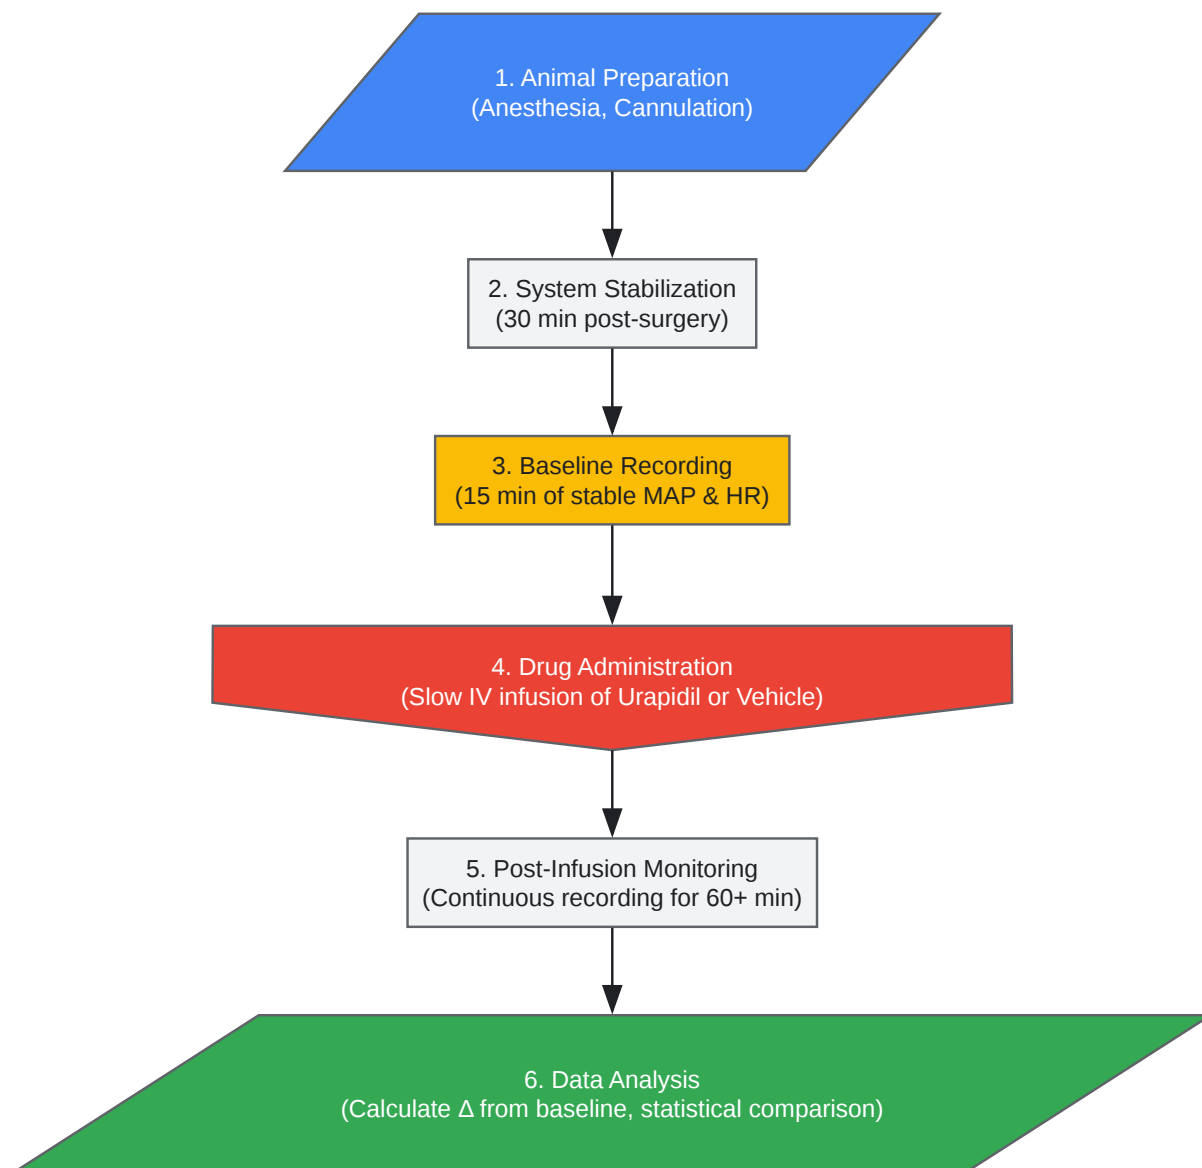 1. Animal Preparation
(Anesthesia, Cannulation)
2. System Stabilization
(30 min post-surgery)
3. Baseline Recording
(15 min of stable MAP & HR)
4. Drug Administration
(Slow IV infusion of Urapidil or Vehicle)
5. Post-Infusion Monitoring
(Continuous recording for 60+ min)
6. Data Analysis
(Calculate Δ from baseline, statistical comparison)